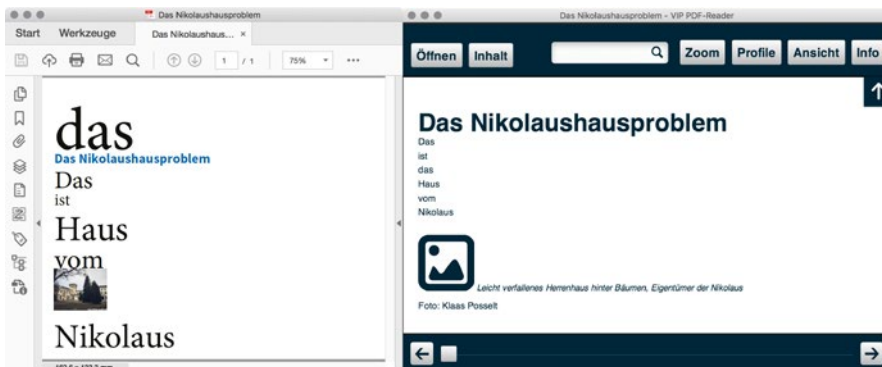 Das Nikolaushausproblem
Start Werkzeuge Das Nikolaushaus... ×
1 / 1 75%
das
Das Nikolaushausproblem
Das
ist
Haus
vom
Nikolaus
Das Nikolaushausproblem – VIP PDF-Reader
Öffnen Inhalt Zoom Profile Ansicht Info
Das Nikolaushausproblem
Das
ist
das
Haus
vom
Nikolaus
Leicht verfallenes Herrenhaus hinter Bäumen, Eigentümer der Nikolaus
Foto: Klaas Posselt